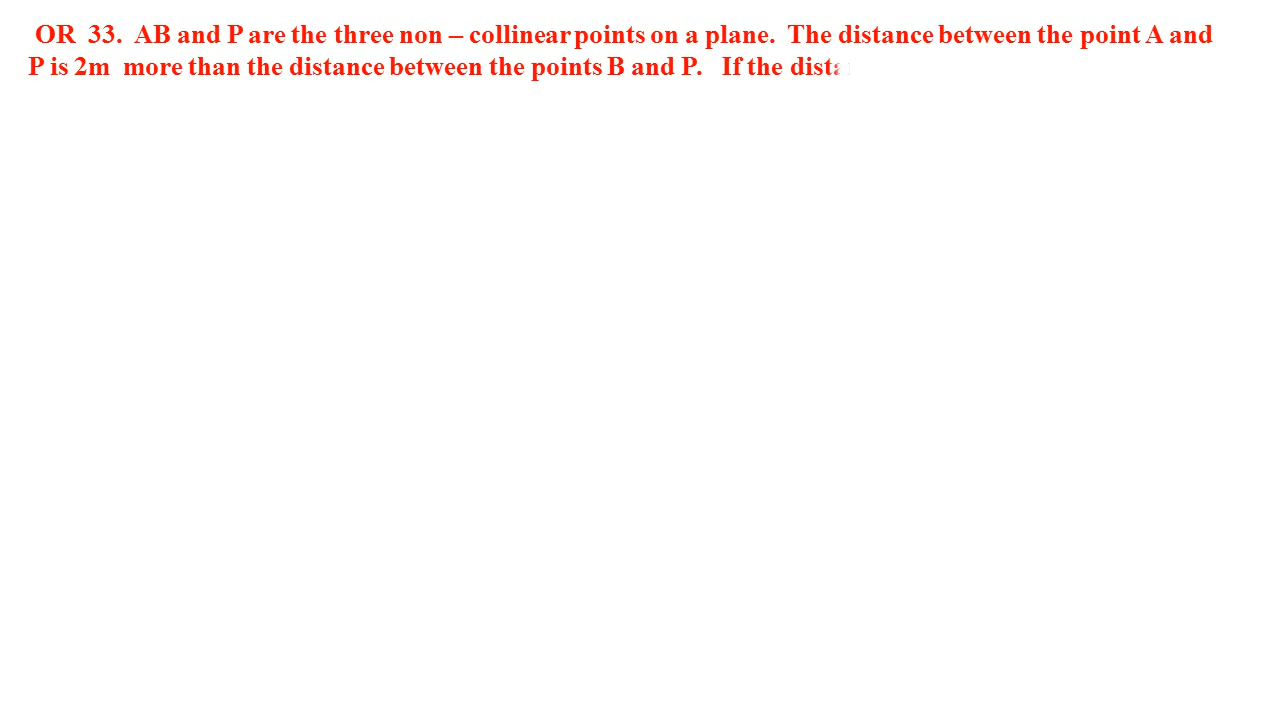 OR 33. AB and P are the three non – collinear points on a plane. The distance between the point A and
P is 2m more than the distance between the points B and P. If the